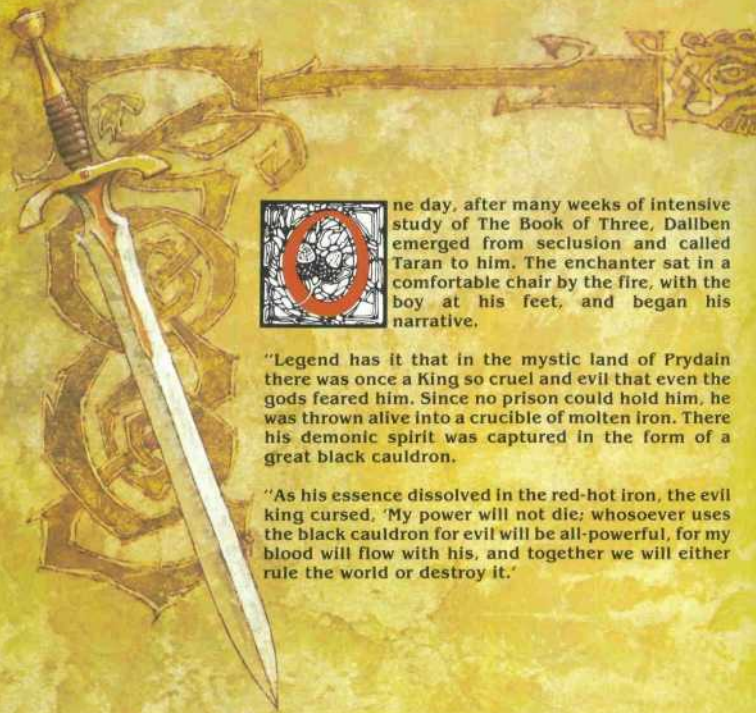 One day, after many weeks of intensive
study of The Book of Three, Dallben
emerged from seclusion and called
Taran to him. The enchanter sat in a
comfortable chair by the fire, with the
boy at his feet, and began his
narrative.
"Legend has it that in the mystic land of Prydain
there was once a King so cruel and evil that even the
gods feared him. Since no prison could hold him, he
was thrown alive into a crucible of molten iron. There
his demonic spirit was captured in the form of a
great black cauldron.
"As his essence dissolved in the red-hot iron, the evil
king cursed, 'My power will not die; whosoever uses
the black cauldron for evil will be all-powerful, for my
blood will flow with his, and together we will either
rule the world or destroy it.'